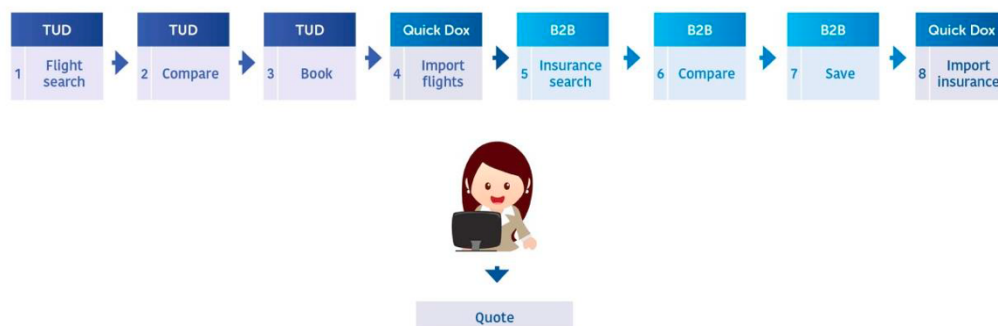 TUD
1 Flight
search
TUD
2 Compare
TUD
3 Book
Quick Dox
4 Import
flights
B2B
5 Insurance
search
B2B
6 Compare
B2B
7 Save
Quick Dox
8 Import
insurance
Quote